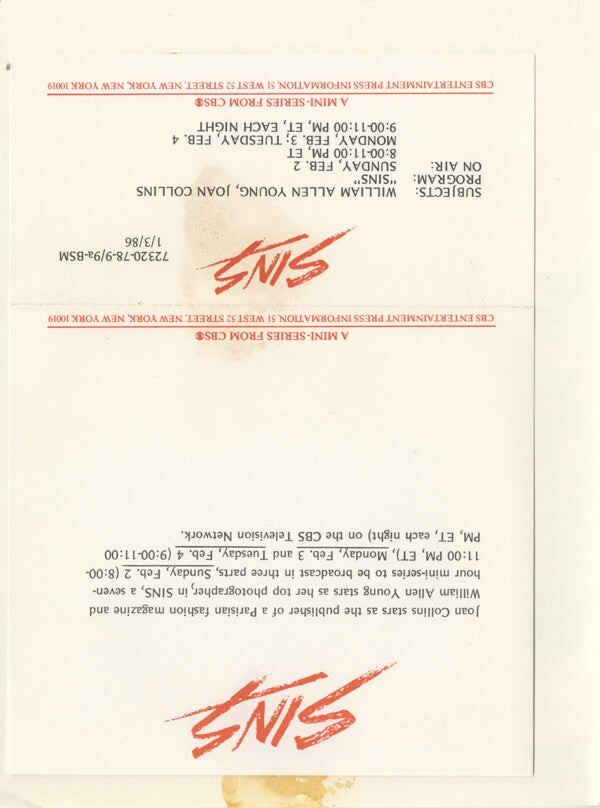 SINS
Joan Collins stars as the publisher of a Parisian fashion magazine and
William Allen Young stars as her top photographer, in SINS, a seven-
hour mini-series to be broadcast in three parts, Sunday, Feb. 2 (8:00-
11:00 PM, ET), Monday, Feb. 3 and Tuesday, Feb. 4 (9:00-11:00
PM, ET, each night) on the CBS Television Network.
A MINI-SERIES FROM CBS®
CBS ENTERTAINMENT PRESS INFORMATION, 51 WEST 52 STREET, NEW YORK, NEW YORK 10019
SINS
72320-78-9/9a-BSM
1/3/86
SUBJECTS: WILLIAM ALLEN YOUNG, JOAN COLLINS
PROGRAM: "SINS"
ON AIR: SUNDAY, FEB. 2
8:00-11:00 PM, ET
MONDAY, FEB. 3; TUESDAY, FEB. 4
9:00-11:00 PM, ET, EACH NIGHT
A MINI-SERIES FROM CBS®
CBS ENTERTAINMENT PRESS INFORMATION, 51 WEST 52 STREET, NEW YORK, NEW YORK 10019